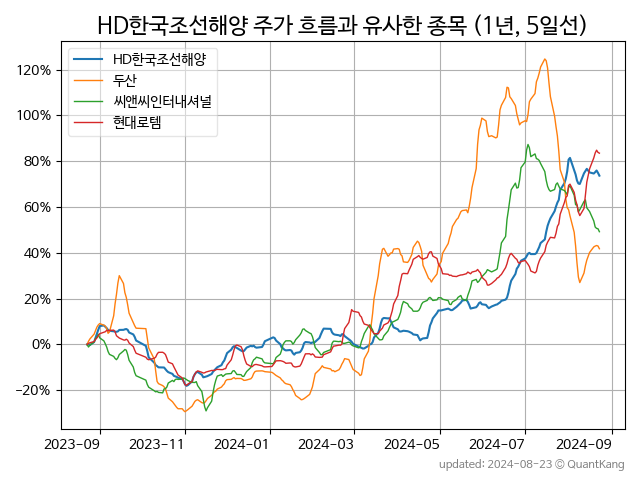 HD한국조선해양 주가 흐름과 유사한 종목 (1년, 5일선)
HD한국조선해양
두산
씨앤씨인터내셔널
현대로템
120%
100%
80%
60%
40%
20%
0%
−20%
2023-09 2023-11 2024-01 2024-03 2024-05 2024-07 2024-09
updated: 2024-08-23 © QuantKang